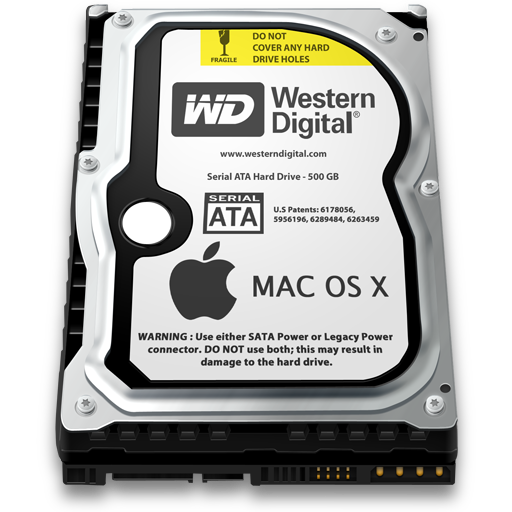 DO NOT
COVER ANY HARD
DRIVE HOLES
FRAGILE
WD
Western
Digital®
www.westerndigital.com
Serial ATA Hard Drive - 500 GB
SERIAL
ATA
U.S Patents: 6178056,
5956196, 6289484, 6263459
MAC OS X
WARNING : Use either SATA Power or Legacy Power
connector. DO NOT use both; this may result in
damage to the hard drive.